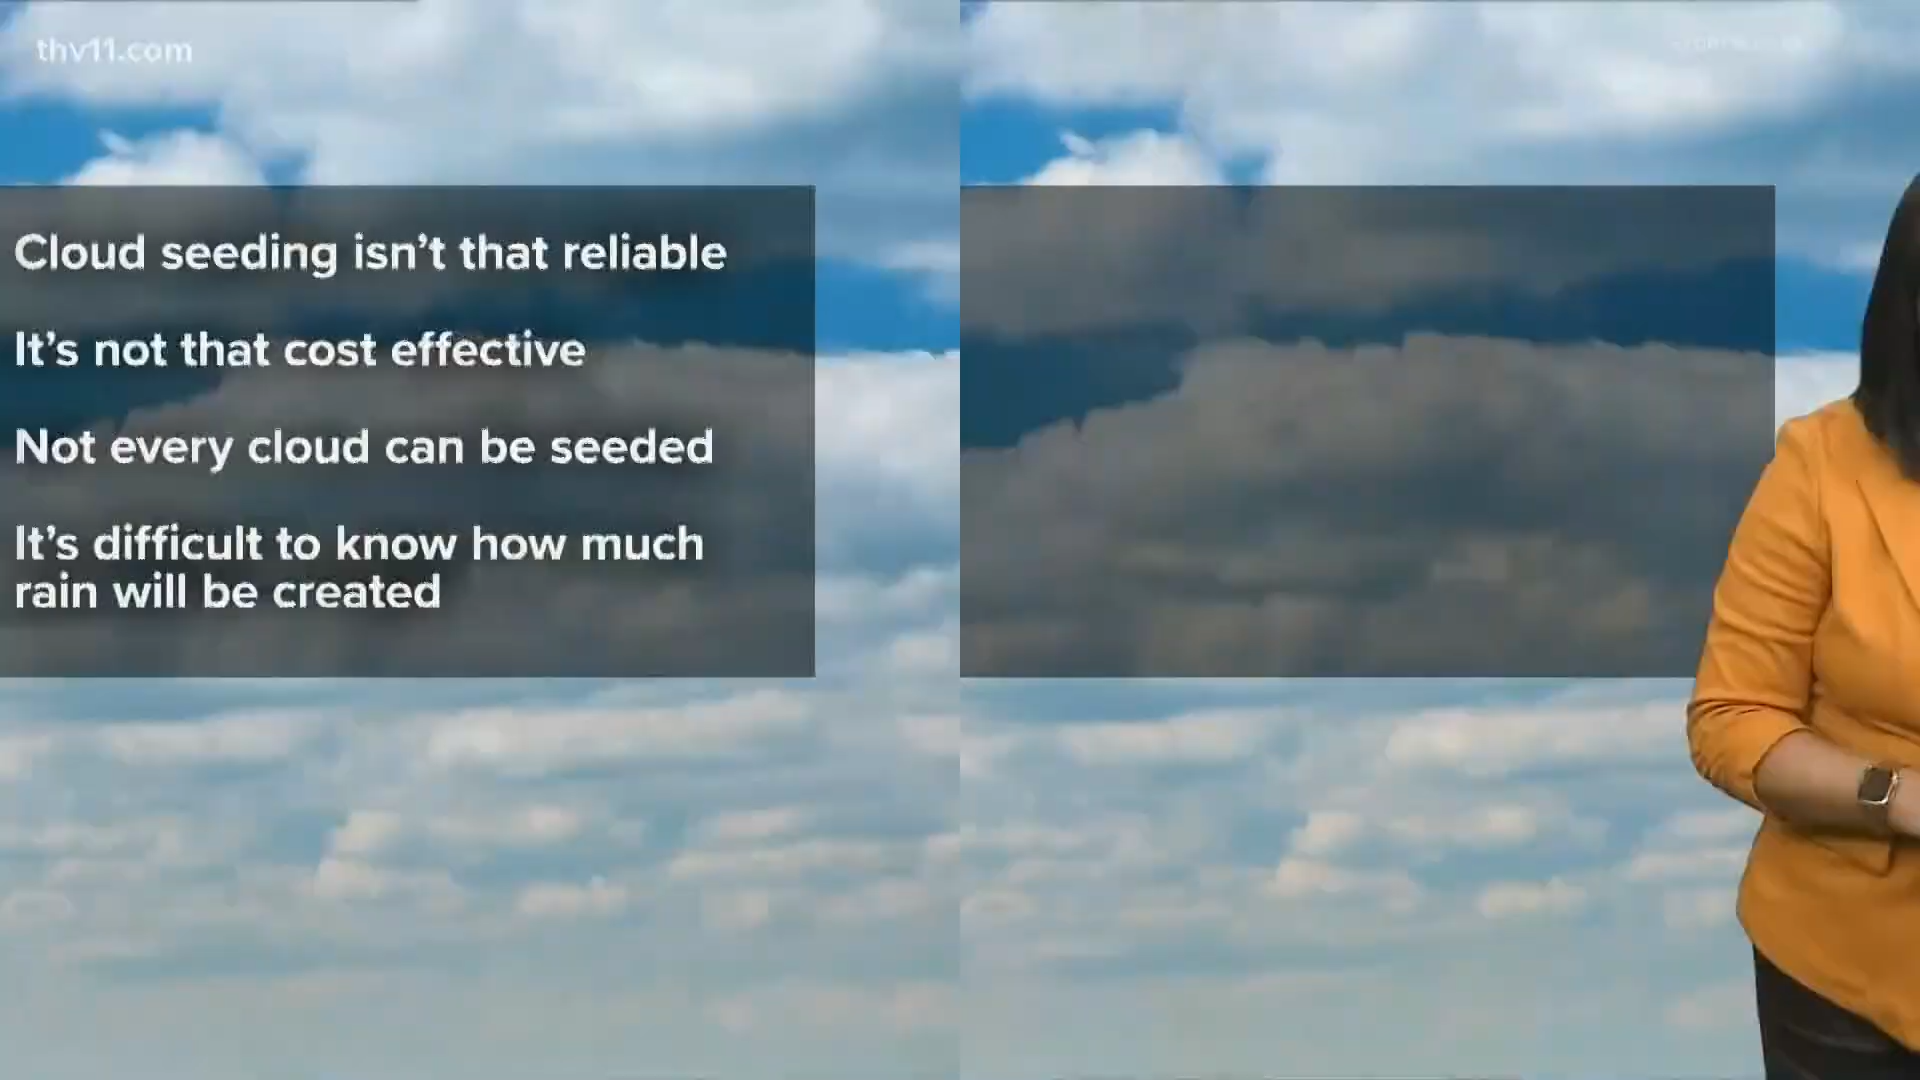 thv11.com
Cloud seeding isn't that reliable
It's not that cost effective
Not every cloud can be seeded
It's difficult to know how much
rain will be created